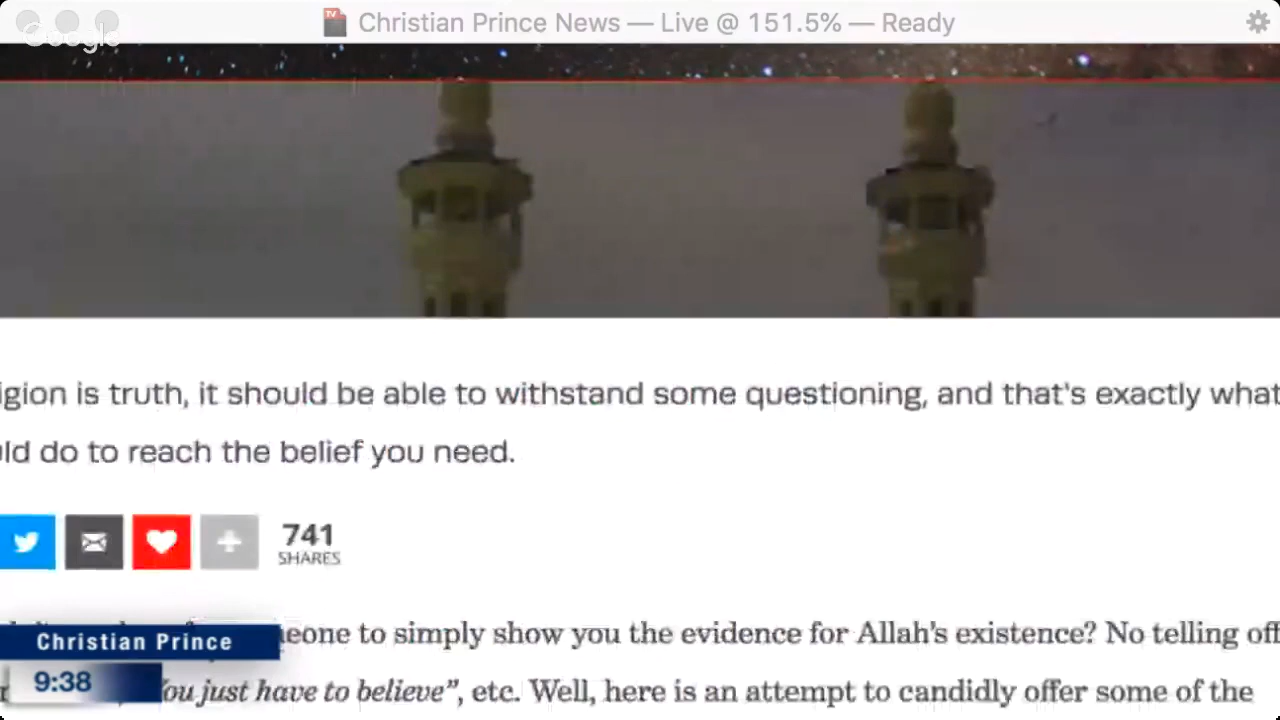 Google
Christian Prince News — Live @ 151.5% — Ready
igion is truth, it should be able to withstand some questioning, and that's exactly what
ld do to reach the belief you need.
741
SHARES
eone to simply show you the evidence for Allah's existence? No telling off
Christian Prince
9:38
ou just have to believe", etc. Well, here is an attempt to candidly offer some of the